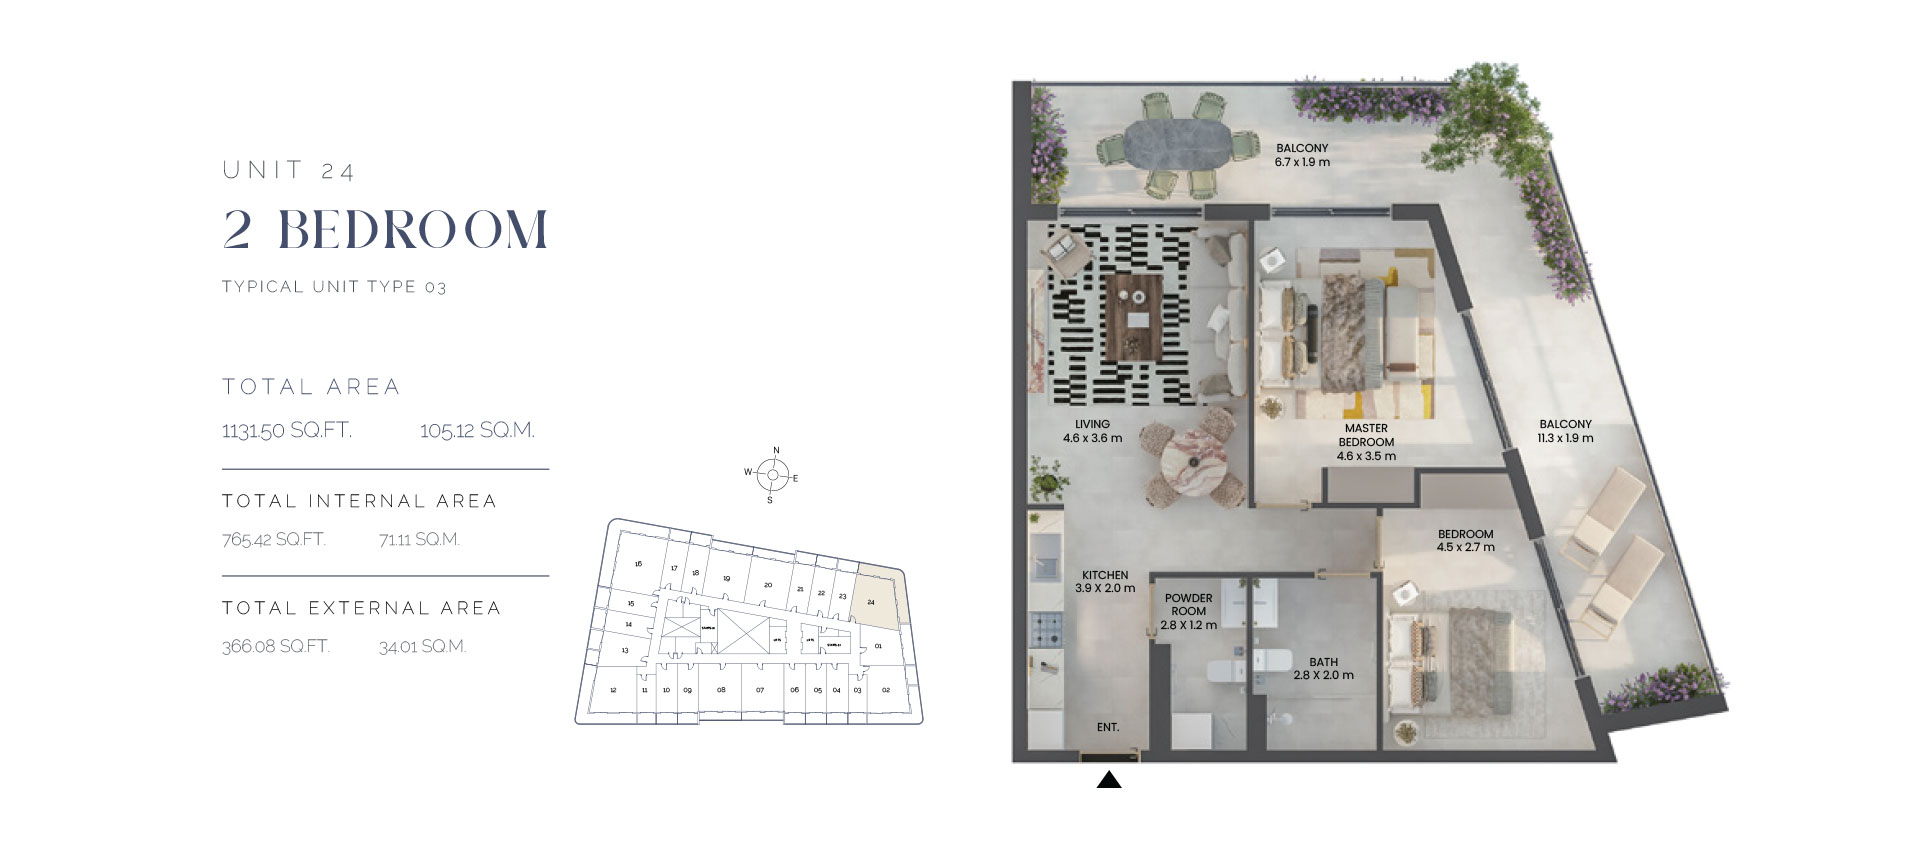 UNIT 24
2 BEDROOM
TYPICAL UNIT TYPE 03
TOTAL AREA
1131.50 SQ.FT. 105.12 SQ.M.
TOTAL INTERNAL AREA
765.42 SQ.FT. 71.11 SQ.M.
TOTAL EXTERNAL AREA
366.08 SQ.FT. 34.01 SQ.M.
N
W E
S
16 17 18 19 20 21 22 23 24
15
14
13
01
12 11 10 09 08 07 06 05 04 03 02
BALCONY
6.7 x 1.9 m
LIVING
4.6 x 3.6 m
MASTER
BEDROOM
4.6 x 3.5 m
BALCONY
11.3 x 1.9 m
BEDROOM
4.5 x 2.7 m
KITCHEN
3.9 X 2.0 m
POWDER
ROOM
2.8 X 1.2 m
BATH
2.8 X 2.0 m
ENT.